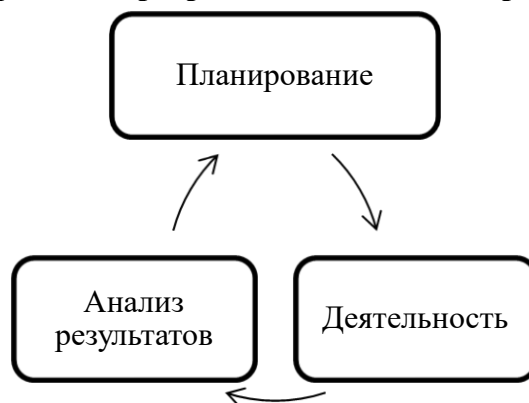 Планирование
Анализ
результатов
Деятельность